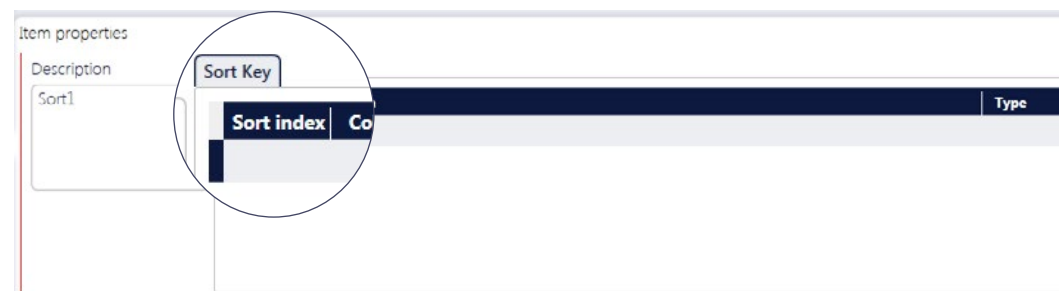 Item properties
Description
Sort Key
Sort1
Sort index Co
Type